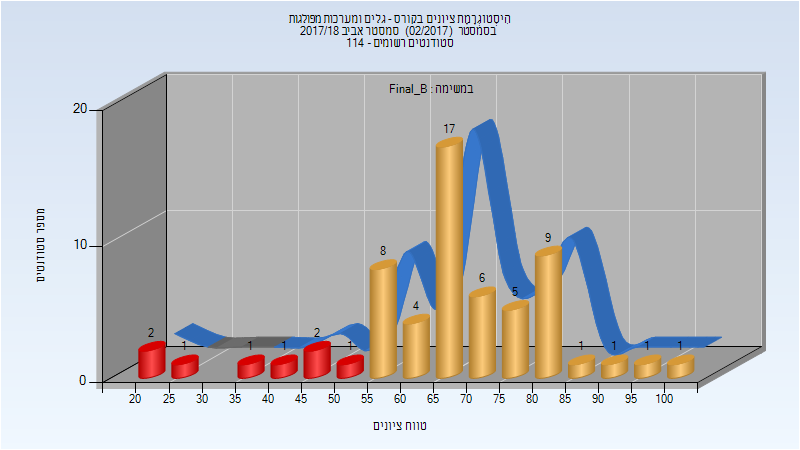 היסטוגרמת ציונים בקורס - גלים ומערכות מפולגות
בסמסטר (02/2017) סמסטר אביב 2017/18
סטודנטים רשומים - 114
במשימה : Final_B
מספר סטודנטים
20
10
0
2
1
1
1
2
1
8
4
17
6
5
9
1
1
1
1
20 25 30 35 40 45 50 55 60 65 70 75 80 85 90 95 100
טווח ציונים